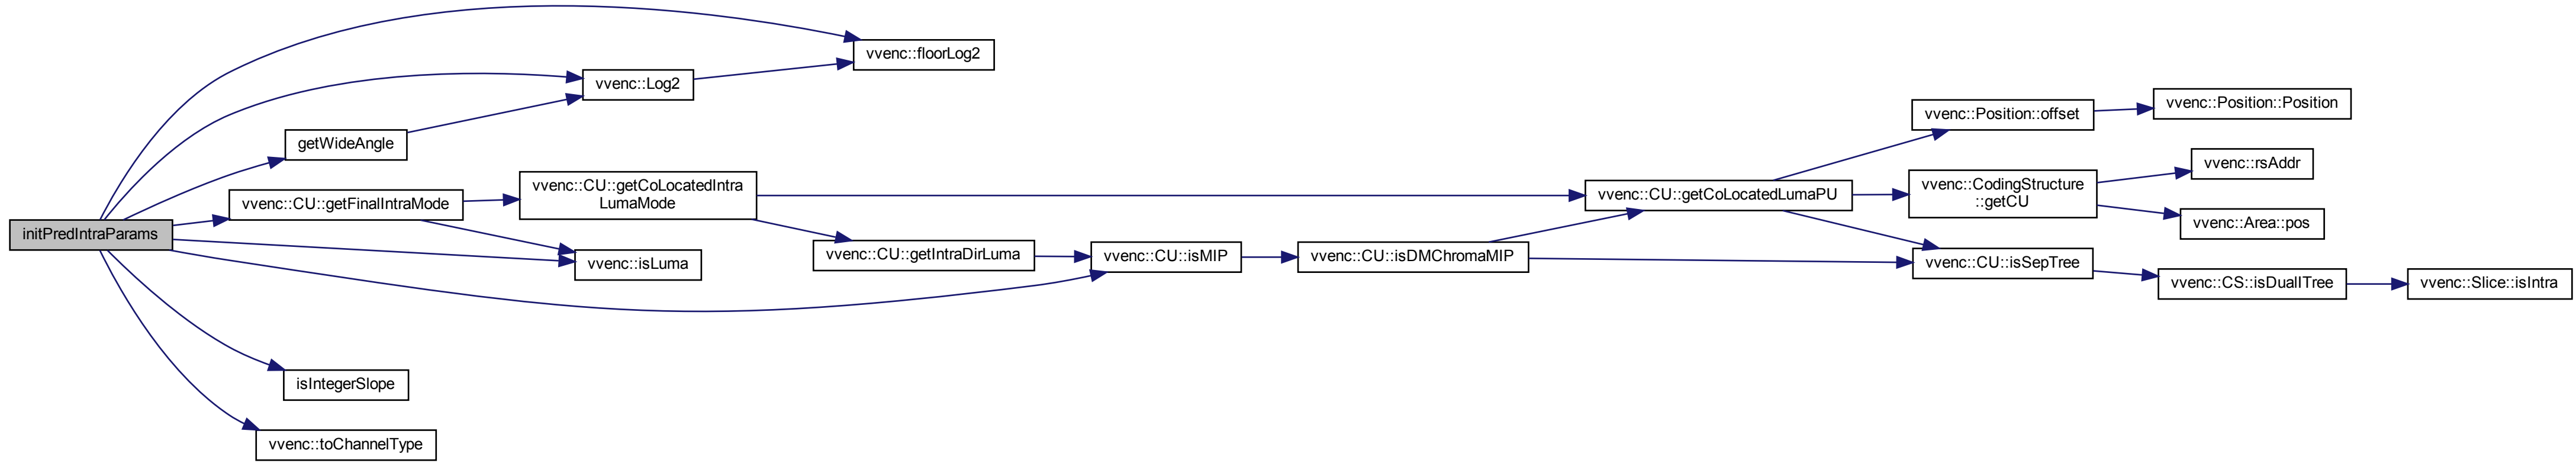 initPredIntraParams
vvenc::floorLog2
vvenc::Log2
getWideAngle
vvenc::CU::getFinalIntraMode
vvenc::CU::getCoLocatedIntra
LumaMode
vvenc::isLuma
vvenc::CU::getIntraDirLuma
vvenc::CU::isMIP
vvenc::CU::isDMChromaMIP
vvenc::CU::getCoLocatedLumaPU
vvenc::Position::offset
vvenc::Position::Position
vvenc::CodingStructure
::getCU
vvenc::rsAddr
vvenc::Area::pos
vvenc::CU::isSepTree
vvenc::CS::isDualITree
vvenc::Slice::isIntra
isIntegerSlope
vvenc::toChannelType